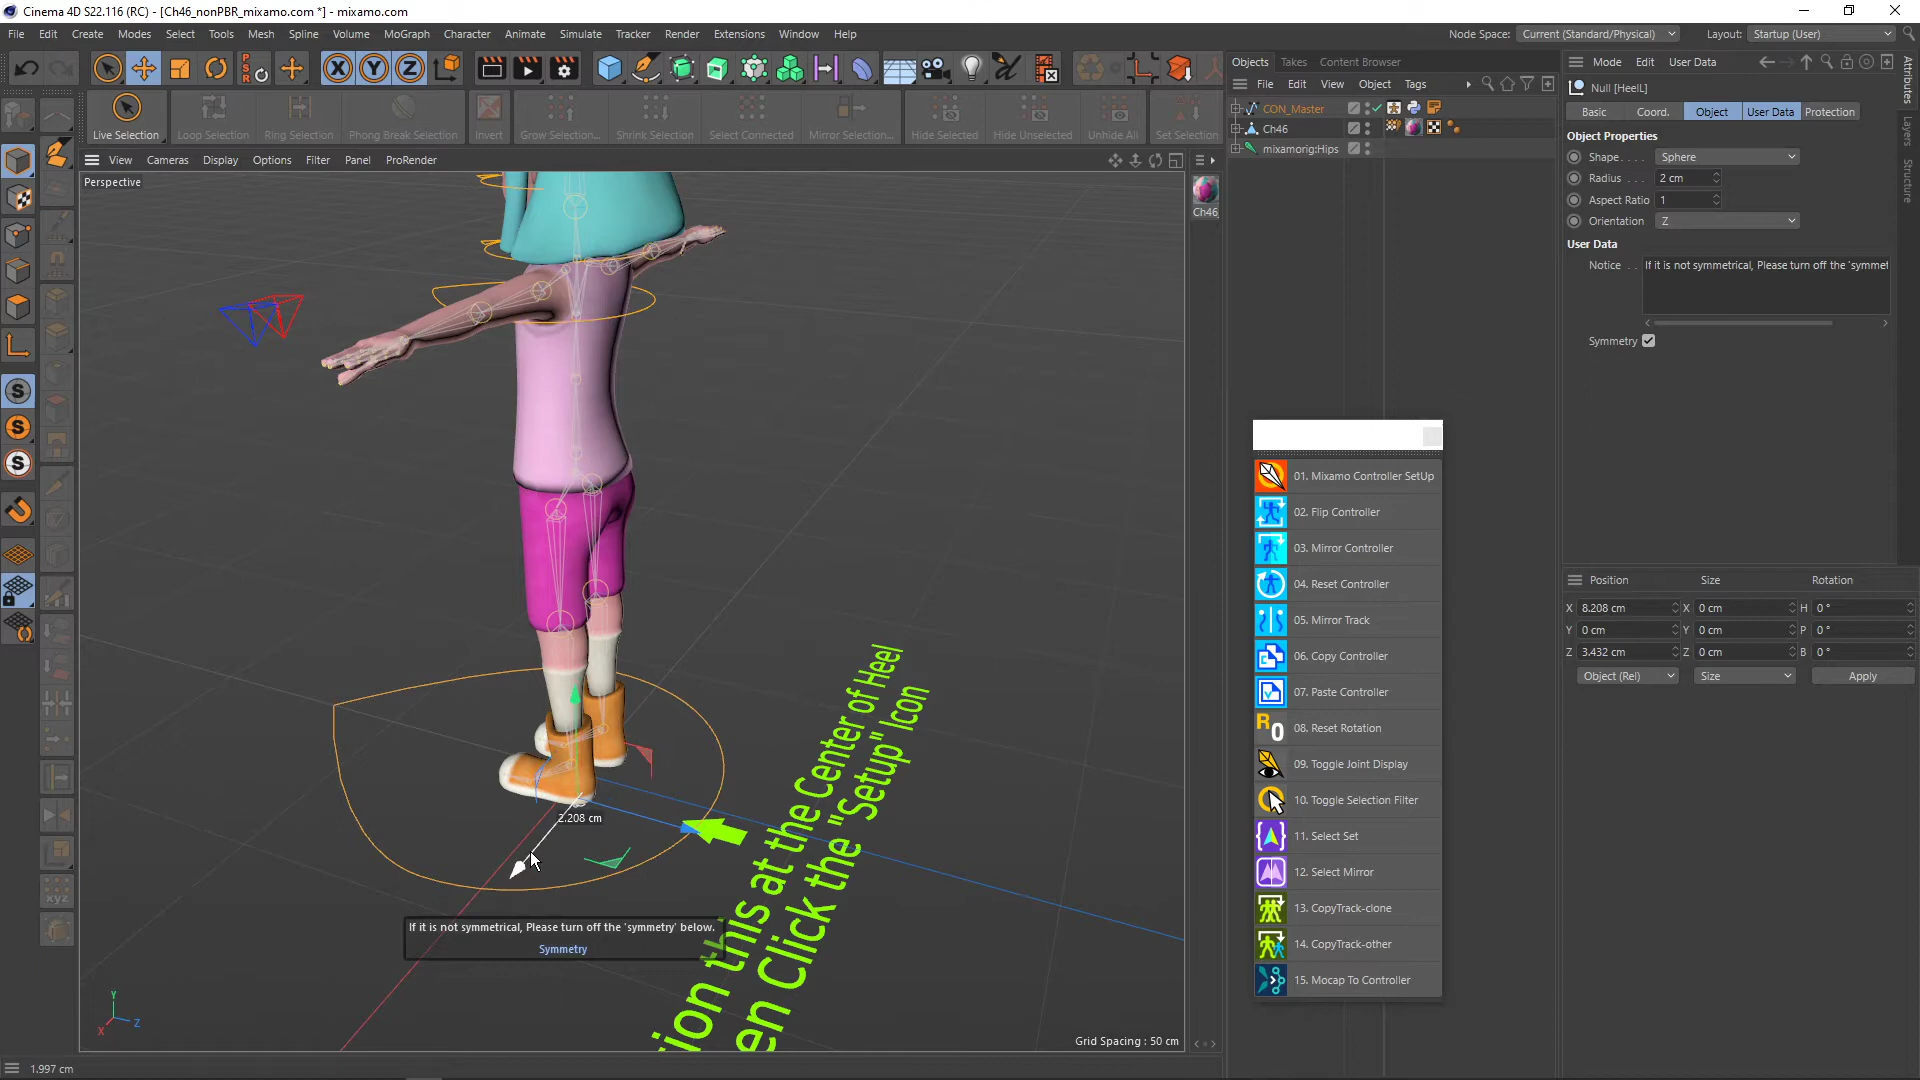 Cinema 4D S22.116 (RC) - [Ch46_nonPBR_mixamo.com *] - mixamo.com
File Edit Create Modes Select Tools Mesh Spline Volume MoGraph Character Animate Simulate Tracker Render Extensions Window Help
Node Space: Current (Standard/Physical) Layout: Startup (User)
PSR X Y Z
Live Selection Loop Selection Ring Selection Phong Break Selection Invert Grow Selection... Shrink Selection Select Connected Mirror Selection... Hide Selected Hide Unselected Unhide All Set Selection
View Cameras Display Options Filter Panel ProRender
Perspective
Ch46
Objects Takes Content Browser
File Edit View Object Tags
CON_Master
Ch46
mixamorig:Hips
Mode Edit User Data
Null [HeelL]
Basic Coord. Object User Data Protection
Object Properties
Shape . . . . Sphere
Radius . . . 2 cm
Aspect Ratio 1
Orientation Z
User Data
Notice . . If it is not symmetrical, Please turn off the 'symmet
Symmetry
Attributes
Layers
Structure
01. Mixamo Controller SetUp
02. Flip Controller
03. Mirror Controller
04. Reset Controller
05. Mirror Track
06. Copy Controller
07. Paste Controller
R0
08. Reset Rotation
09. Toggle Joint Display
10. Toggle Selection Filter
11. Select Set
12. Select Mirror
13. CopyTrack-clone
14. CopyTrack-other
15. Mocap To Controller
Position Size Rotation
X 8.208 cm X 0 cm H 0 °
Y 0 cm Y 0 cm P 0 °
Z 3.432 cm Z 0 cm B 0 °
Object (Rel) Size Apply
S
S
S
xyz
2.208 cm
ion this at the Center of Heel
en Click the "Setup" Icon
If it is not symmetrical, Please turn off the 'symmetry' below.
Symmetry
Y
X Z
Grid Spacing : 50 cm
1.997 cm